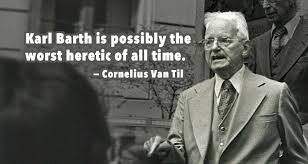 Karl Barth is possibly the
worst heretic of all time.
– Cornelius Van Til